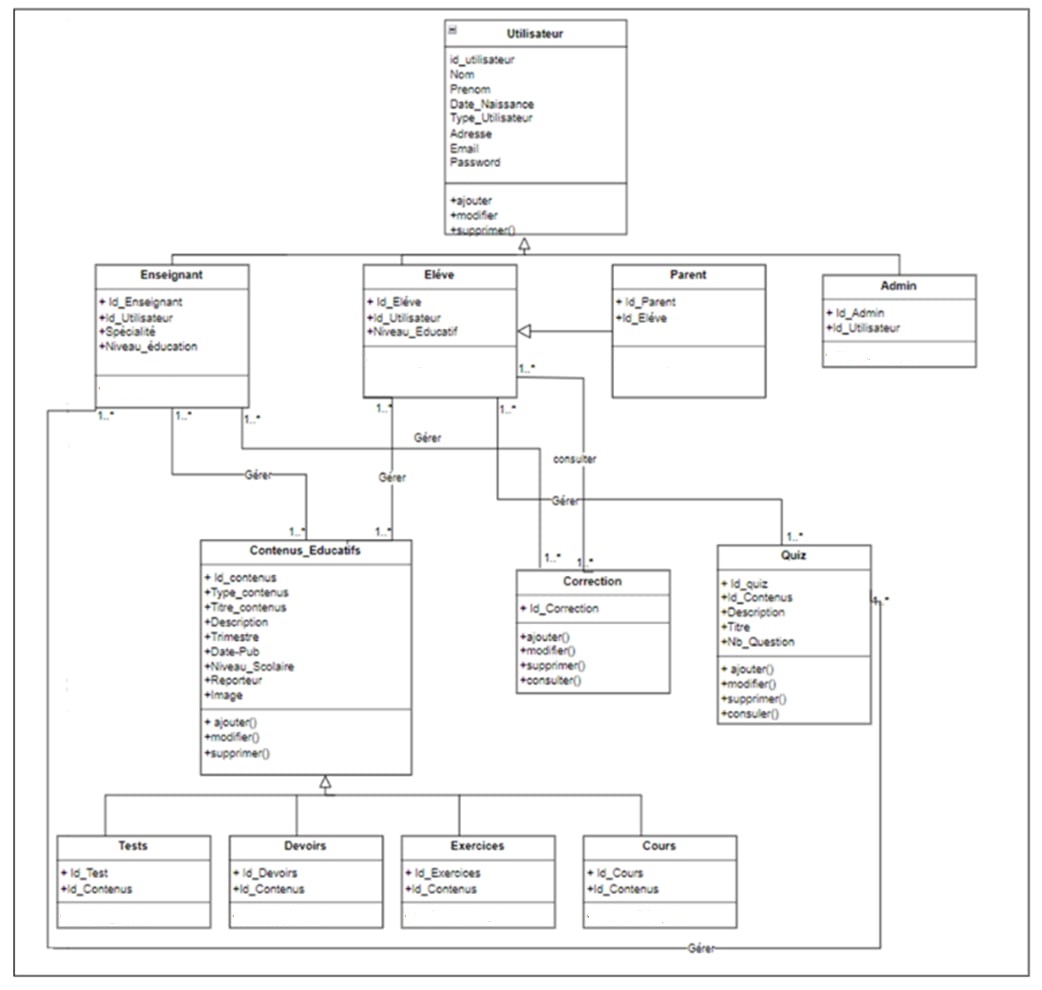 Utilisateur
id_utilisateur
Nom
Prenom
Date_Naissance
Type_Utilisateur
Adresse
Email
Password
+ajouter
+modifier
+supprimer()
Enseignant
+ Id_Enseignant
+Id_Utilisateur
+Spécialité
+Niveau_éducation
Eléve
+ Id_Eléve
+Id_Utilisateur
+Niveau_Educatif
Parent
+ Id_Parent
+Id_Eléve
Admin
+ Id_Admin
+Id_Utilisateur
1..*
1..*
1..*
1..*
1..*
1..*
Gérer
consulter
Gérer
Gérer
Gérer
1..*
1..*
1..*
1..*
1..*
Contenus_Educatifs
+ Id_contenus
+Type_contenus
+Titre_contenus
+Description
+Trimestre
+Date-Pub
+Niveau_Scolaire
+Reporteur
+Image
+ ajouter()
+modifier()
+supprimer()
Correction
+ Id_Correction
+ajouter()
+modifier()
+supprimer()
+consulter()
Quiz
+ Id_quiz
+Id_Contenus
+Description
+Titre
+Nb_Question
+ ajouter()
+modifier()
+supprimer()
+consuler()
1..*
Tests
+ Id_Test
+Id_Contenus
Devoirs
+ Id_Devoirs
+Id_Contenus
Exercices
+ Id_Exercices
+Id_Contenus
Cours
+ Id_Cours
+Id_Contenus
Gérer